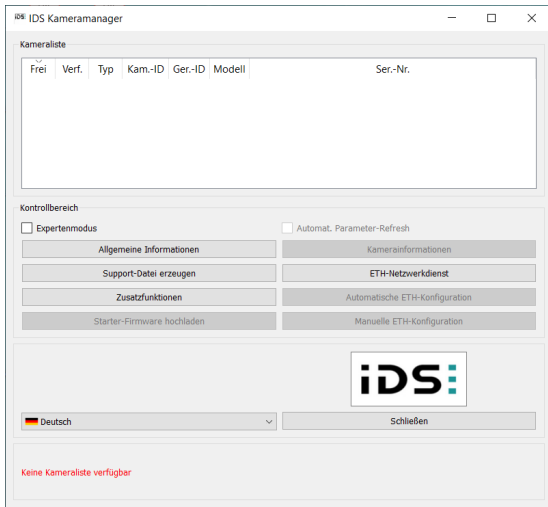 IDS IDS Kameramanager
Kameraliste
Frei Verf. Typ Kam.-ID Ger.-ID Modell Ser.-Nr.
Kontrollbereich
Expertenmodus Automat. Parameter-Refresh
Allgemeine Informationen Kamerainformationen
Support-Datei erzeugen ETH-Netzwerkdienst
Zusatzfunktionen Automatische ETH-Konfiguration
Starter-Firmware hochladen Manuelle ETH-Konfiguration
iDS
Deutsch Schließen
Keine Kameraliste verfügbar